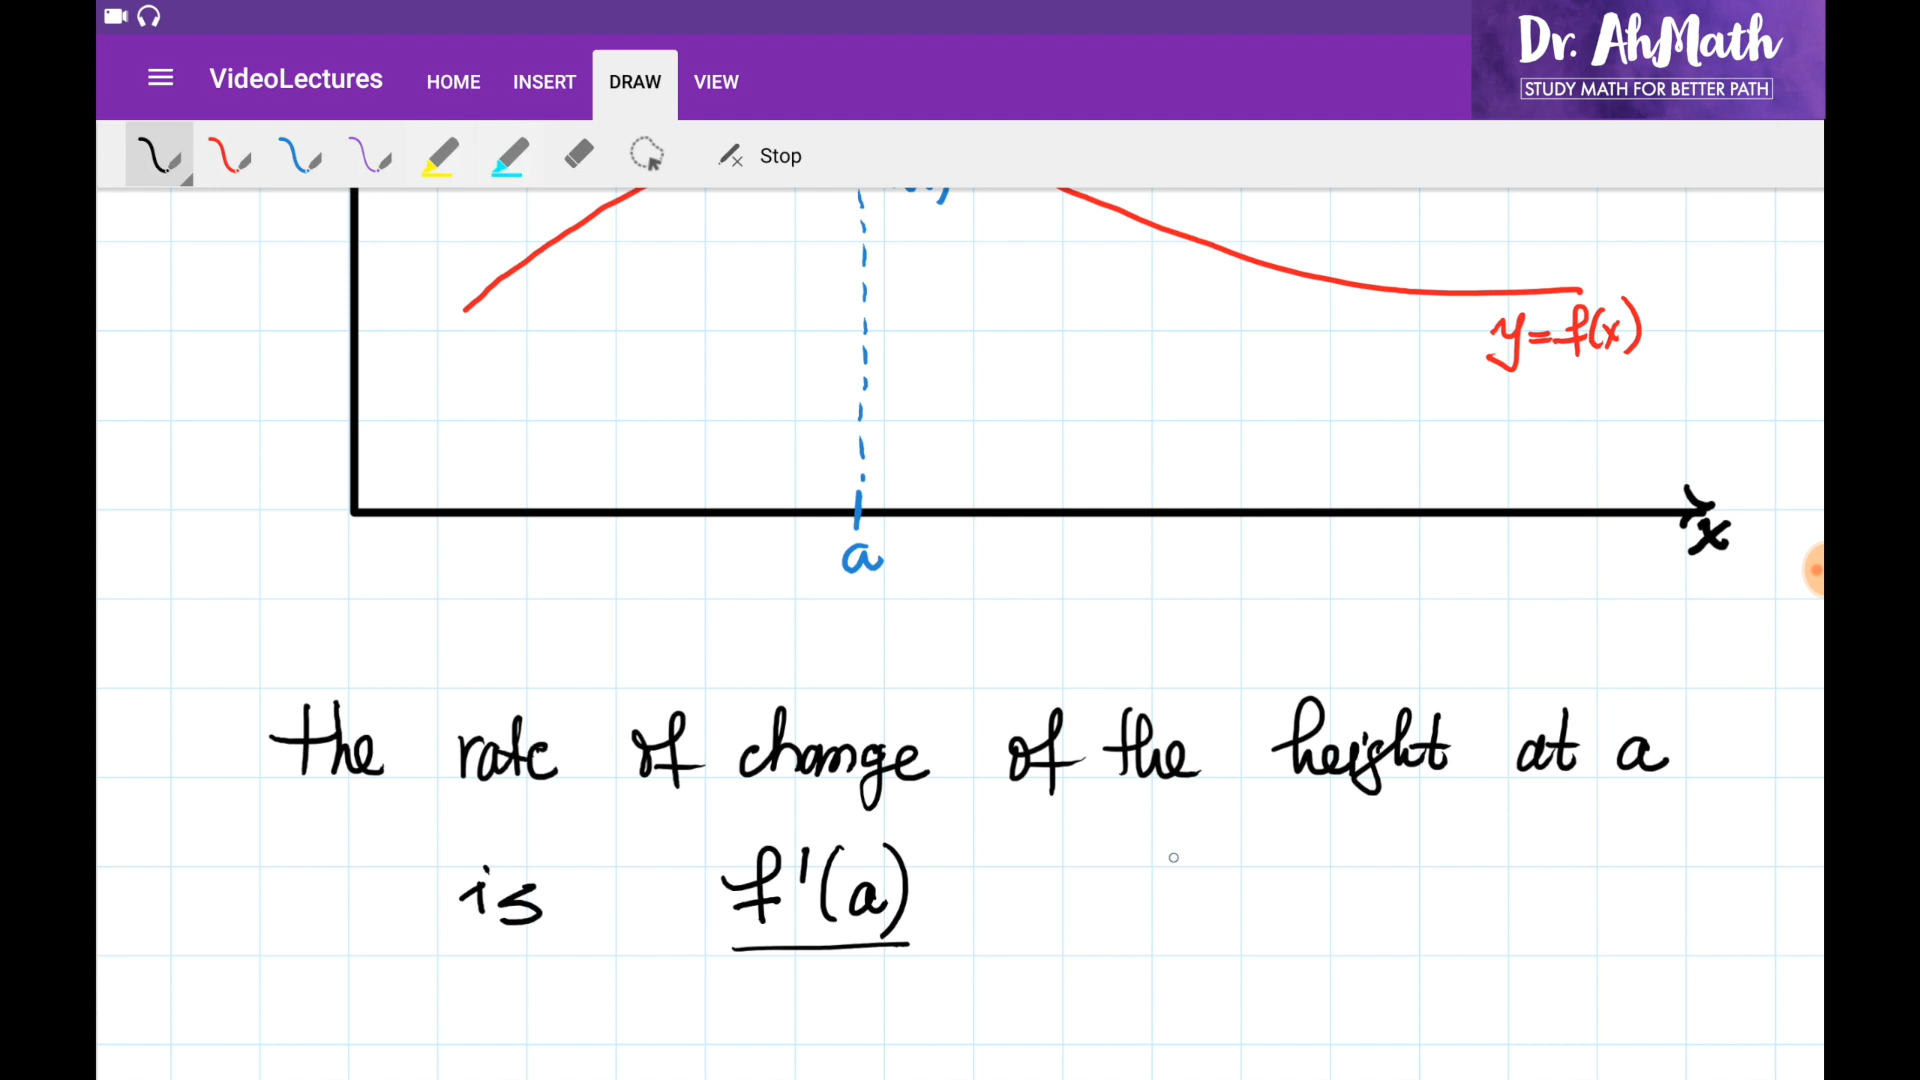 Dr. AhMath
STUDY MATH FOR BETTER PATH
VideoLectures HOME INSERT DRAW VIEW
Stop
y=f(x)
x
a
the rate of change of the height at a
is f'(a)